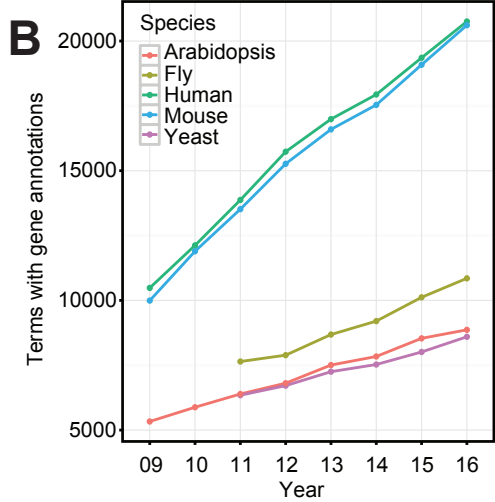 B
Species
Arabidopsis
Fly
Human
Mouse
Yeast
Terms with gene annotations
20000
15000
10000
5000
09 10 11 12 13 14 15 16
Year